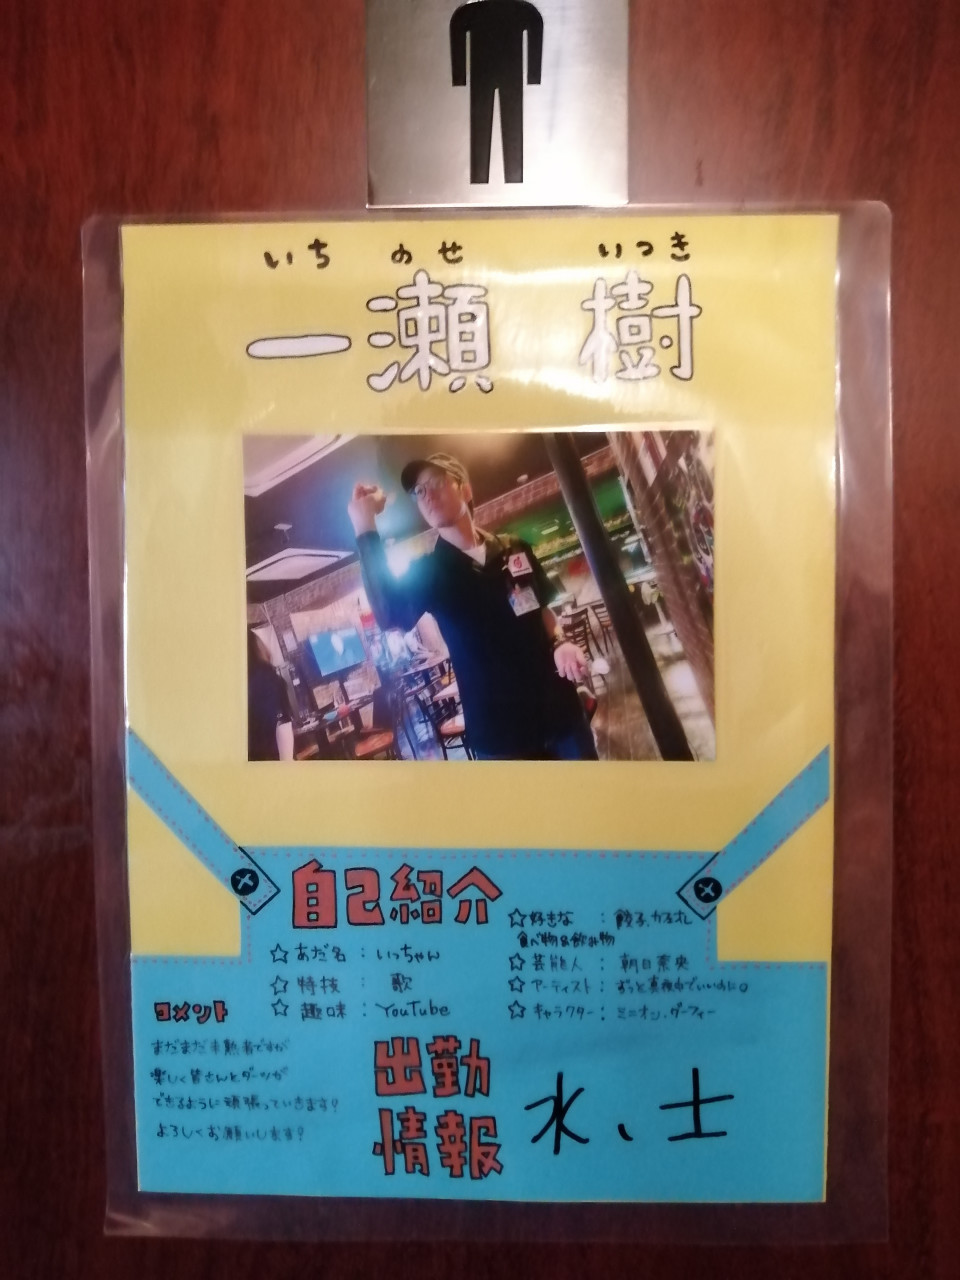 いち のせ いつき
一瀬 樹
自己紹介
☆あだ名：いっちゃん
☆特技：歌
☆趣味：YouTube
☆好きな：餃子、かるさし
食べ物&飲み物
☆芸能人：朝日奈央
☆アーティスト：ずっと真夜中でいいのに。
☆キャラクター：ミニオン、ダッフィー
コメント
まだまだ未熟者ですが
楽しく皆さんとダーツが
できるように頑張っていきます?
よろしくお願いします?
出勤
情報
水、土